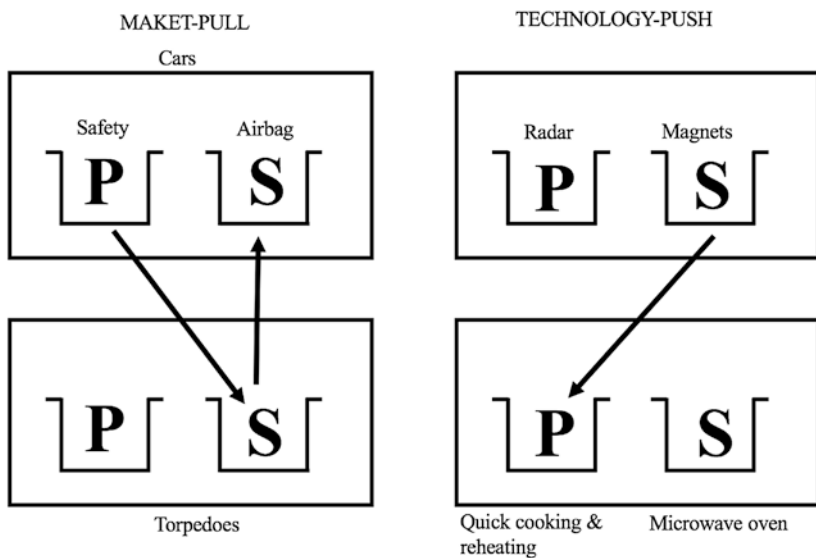 MAKET-PULL
Cars
Safety
Airbag
P
S
P
S
Torpedoes
TECHNOLOGY-PUSH
Radar
Magnets
P
S
P
S
Quick cooking &
reheating
Microwave oven